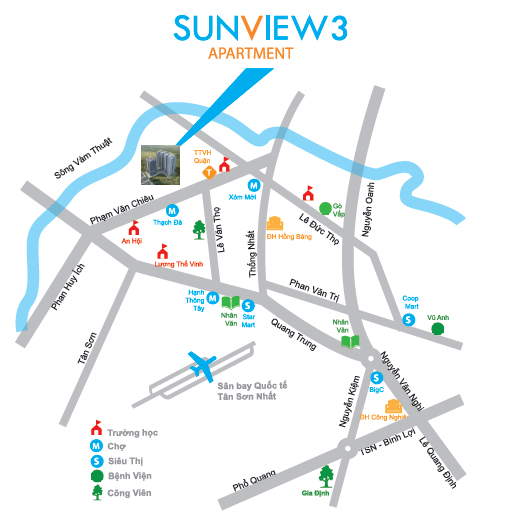 SUNVIEW3
APARTMENT
Sông Vàm Thuật
TTVH
Quận
T
Xóm Mới
M
Gò
Vấp
Nguyễn Oanh
Phạm Văn Chiêu
M
Thạch Đà
Lê Văn Thọ
Lê Đức Thọ
ĐH Hồng Bàng
An Hội
Lương Thế Vinh
Thống Nhất
Phan Huy Ích
Phan Văn Trị
Hạnh
Thông
Tây
M
Nhân
Văn
S
Star
Mart
Coop
Mart
S
Vũ Anh
Tân Sơn
Quang Trung
Nhân
Văn
Sân bay Quốc tế
Tân Sơn Nhất
Nguyễn Văn Nghi
S
BigC
Nguyễn Kiệm
ĐH Công Nghiệp
TSN - Bình Lợi
Lê Quang Định
Phổ Quang
Gia Định
Trường học
M Chợ
S Siêu Thị
Bệnh Viện
Công Viên